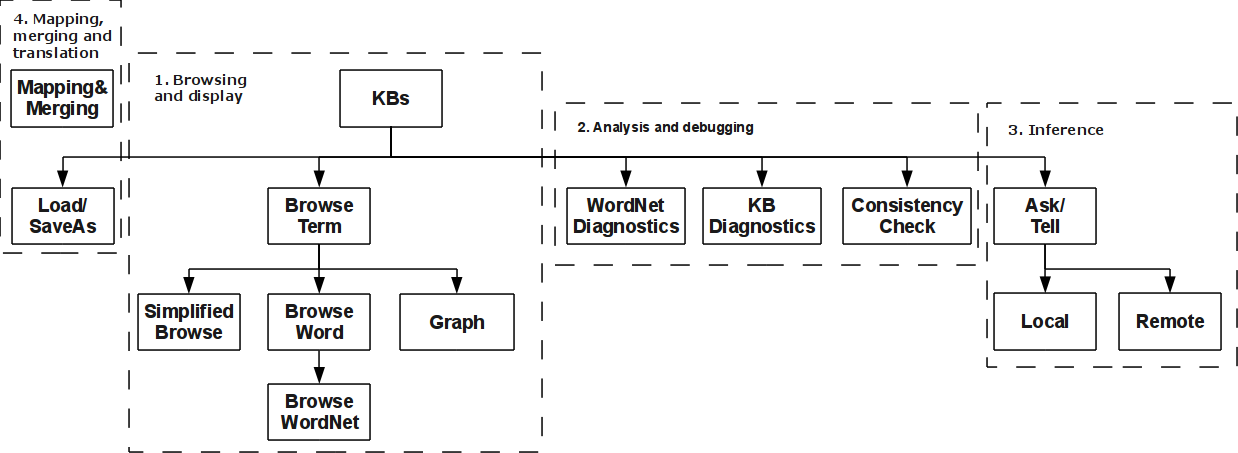 4. Mapping,
merging and
translation
Mapping&
Merging
Load/
SaveAs
1. Browsing
and display
KBs
Browse
Term
Simplified
Browse
Browse
Word
Graph
Browse
WordNet
2. Analysis and debugging
WordNet
Diagnostics
KB
Diagnostics
Consistency
Check
3. Inference
Ask/
Tell
Local
Remote